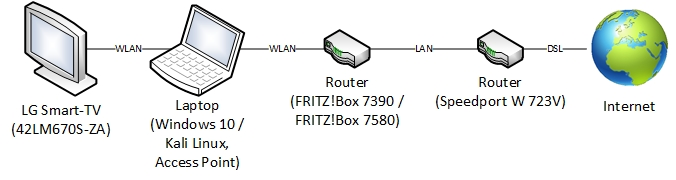 WLAN
WLAN
LAN
DSL
LG Smart-TV
(42LM670S-ZA)
Laptop
(Windows 10 /
Kali Linux,
Access Point)
Router
(FRITZ!Box 7390 /
FRITZ!Box 7580)
Router
(Speedport W 723V)
Internet